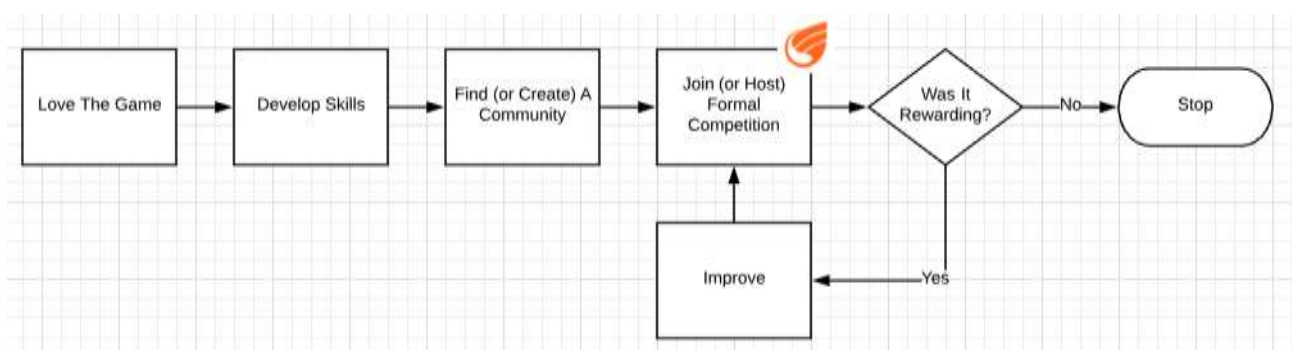 Love The Game
Develop Skills
Find (or Create) A
Community
Join (or Host)
Formal
Competition
Was It
Rewarding?
No
Stop
Improve
Yes